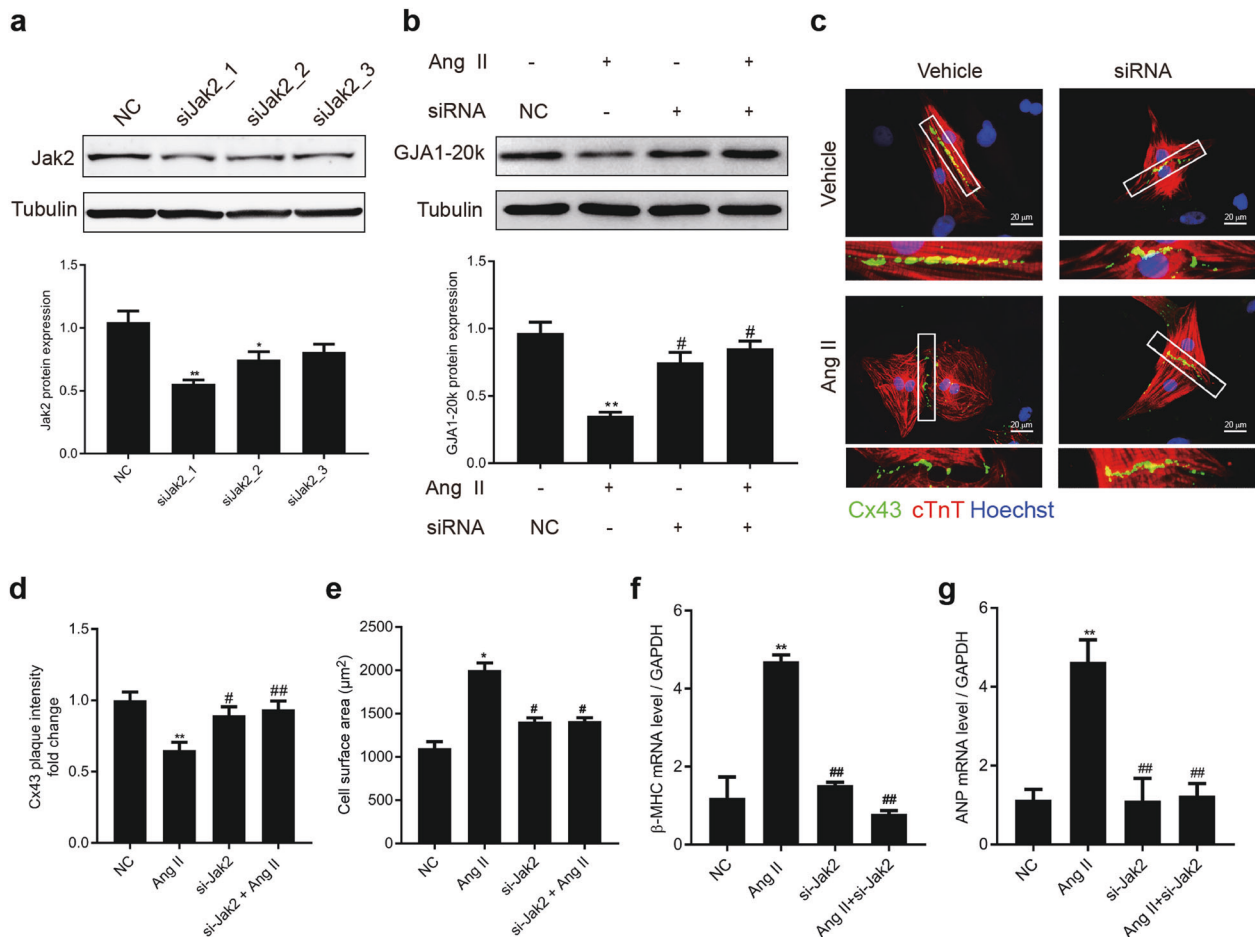 a
NC
siJak2_1
siJak2_2
siJak2_3
Jak2
Tubulin
Jak2 protein expression
1.5
1.0
0.5
0.0
**
*
NC
siJak2_1
siJak2_2
siJak2_3
b
Ang II - + - +
siRNA NC - + +
GJA1-20k
Tubulin
GJA1-20k protein expression
1.5
1.0
0.5
0.0
**
#
#
Ang II - + - +
siRNA NC - + +
c
Vehicle siRNA
Vehicle
20 μm
20 μm
Ang II
20 μm
20 μm
Cx43 cTnT Hoechst
d
Cx43 plaque intensity
fold change
1.5
1.0
0.5
0.0
**
#
##
NC
Ang II
si-Jak2
si-Jak2 + Ang II
e
Cell surface area (μm²)
2500
2000
1500
1000
500
0
*
#
#
NC
Ang II
si-Jak2
si-Jak2 + Ang II
f
β-MHC mRNA level / GAPDH
6
4
2
0
**
##
##
NC
Ang II
si-Jak2
Ang II+si-Jak2
g
ANP mRNA level / GAPDH
6
4
2
0
**
##
##
NC
Ang II
si-Jak2
Ang II+si-Jak2